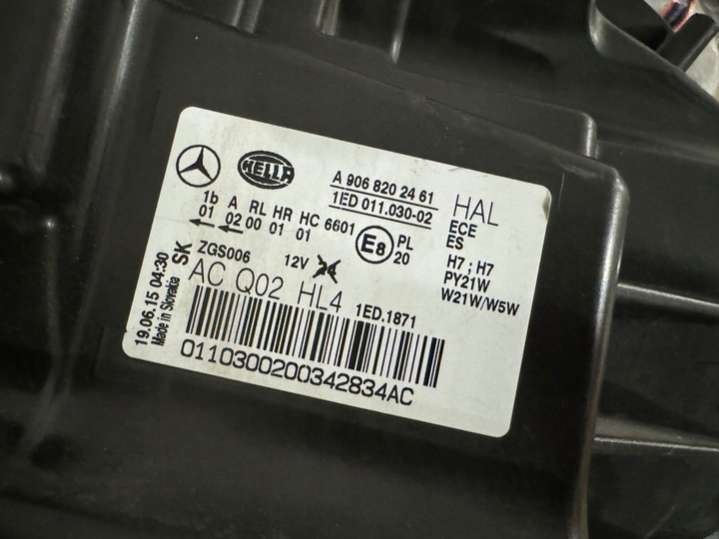 HELLA
A 906 820 24 61
1ED 011.030-02
HAL
ECE
ES
1b A RL HR HC 6601
01 02 00 01 01
E8
PL
20
H7 ; H7
PY21W
W21W/W5W
ZGS006 12V 24
AC Q02 HL4 1ED.1871
0110300200342834AC
19.06.15 04:30 SK
Made in Slovakia